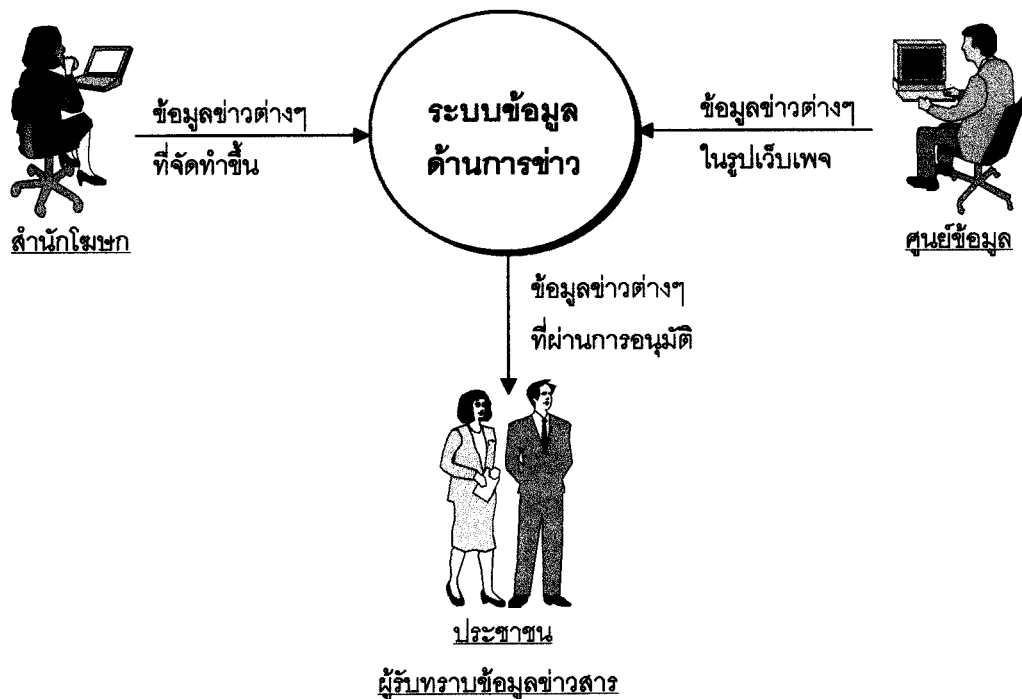 ข้อมูลข่าวต่างๆ
ที่จัดทำขึ้น
สำนักโฆษก
ระบบข้อมูล
ด้านการข่าว
ข้อมูลข่าวต่างๆ
ในรูปเว็บเพจ
ศูนย์ข้อมูล
ข้อมูลข่าวต่างๆ
ที่ผ่านการอนุมัติ
ประชาชน
ผู้รับทราบข้อมูลข่าวสาร